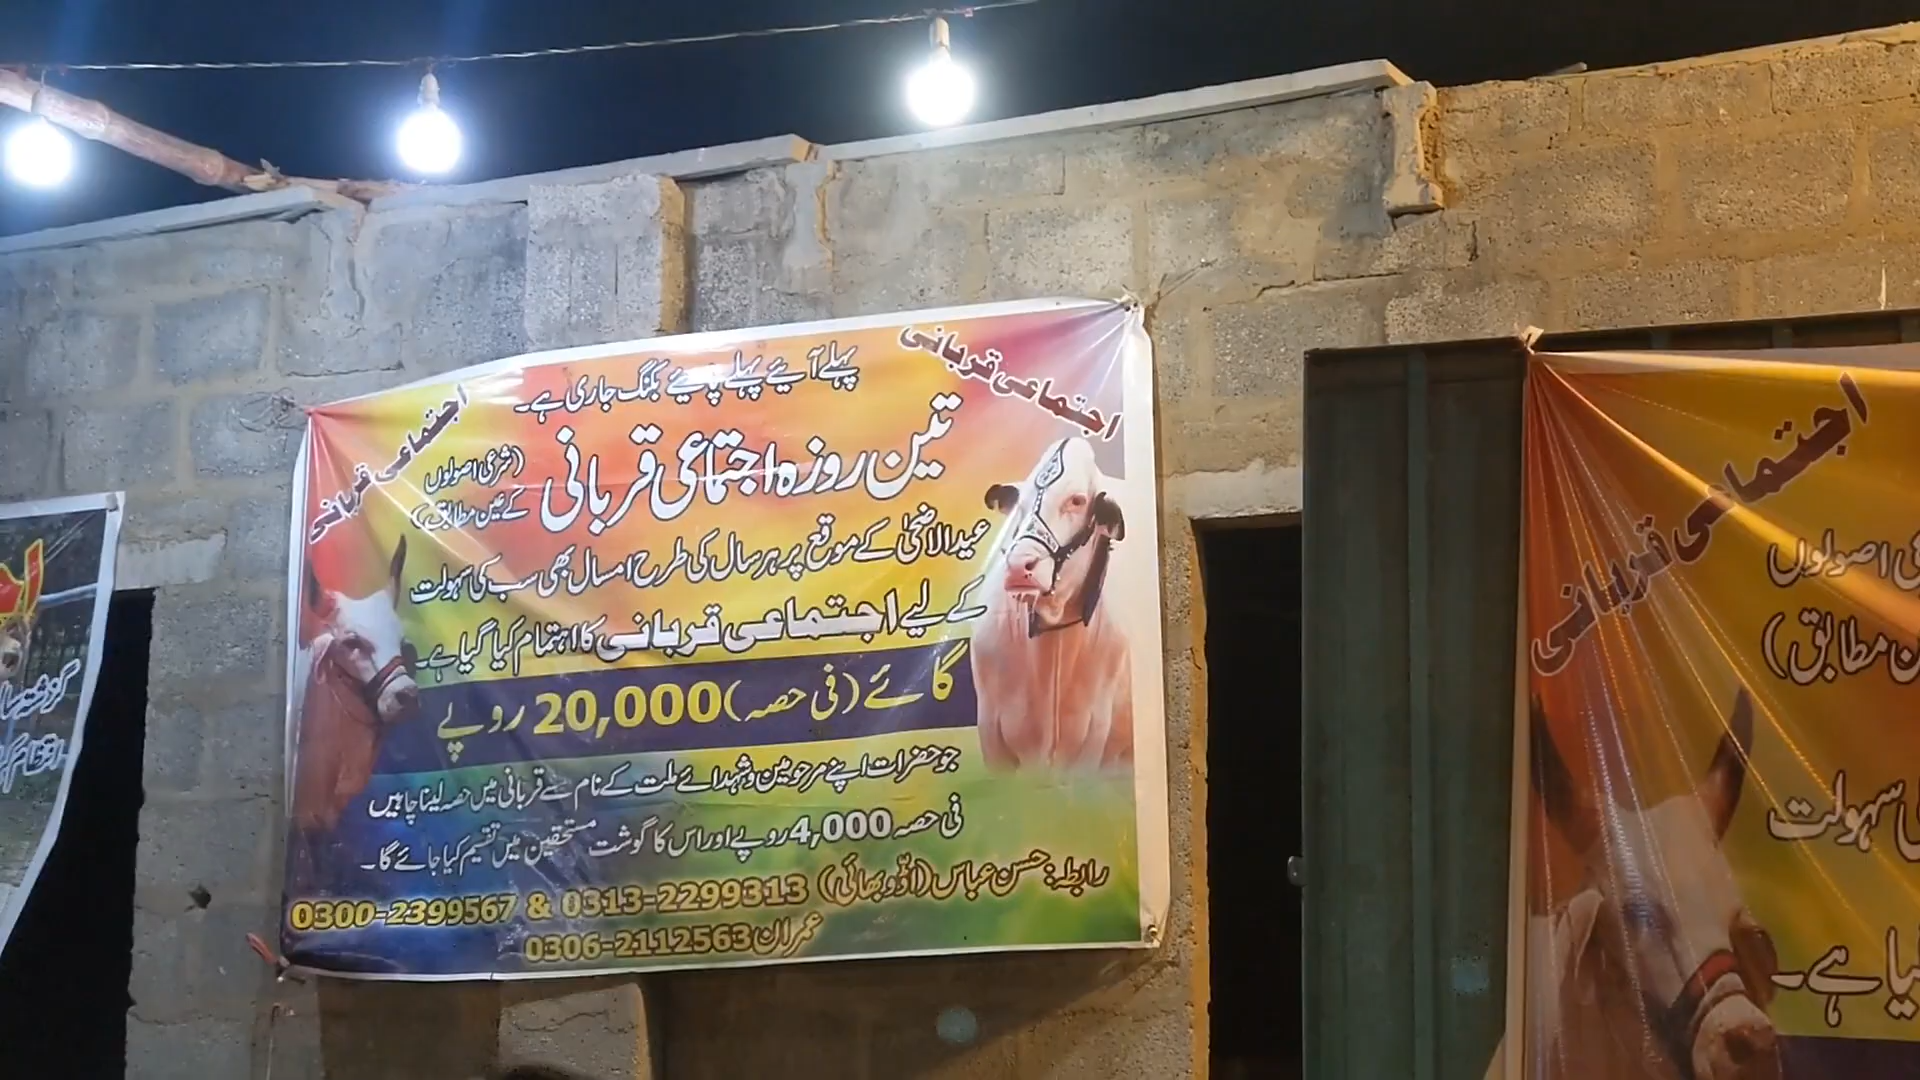 اجتماعی قربانی
اجتماعی قربانی
پہلے آئیے پہلے پائیے بکنگ جاری ہے۔
تین روزہ اجتماعی قربانی
(شرعی اصولوں
کے عین مطابق)
عیدالاضحیٰ کے موقع پر ہر سال کی طرح امسال بھی سب کی سہولت
کے لیے اجتماعی قربانی کا اہتمام کیا گیا ہے۔
گائے (فی حصہ) 20,000 روپے
جو حضرات اپنے مرحومین و شہدائے ملت کے نام سے قربانی میں حصہ لینا چاہیں
فی حصہ 4,000 روپے اور اس کا گوشت مستحقین میں تقسیم کیا جائے گا۔
رابطہ: حسن عباس (ادّو بھائی) 0313-2299313 & 0300-2399567
عمران 0306-2112563
اجتماعی قربانی
اصولوں
مطابق)
سہولت
ہے۔
گزشتہ